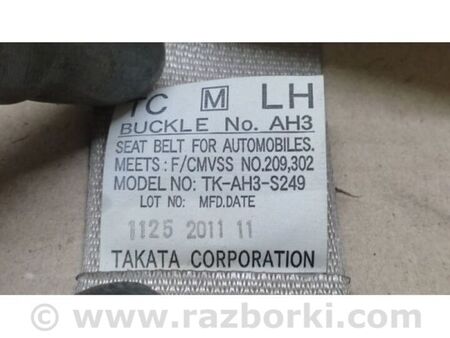 TC M LH
BUCKLE No. AH3
SEAT BELT FOR AUTOMOBILES.
MEETS: F/CMVSS NO.209,302
MODEL NO: TK-AH3-S249
LOT NO: MFD.DATE
1125 2011 11
TAKATA CORPORATION
www.razborki.com